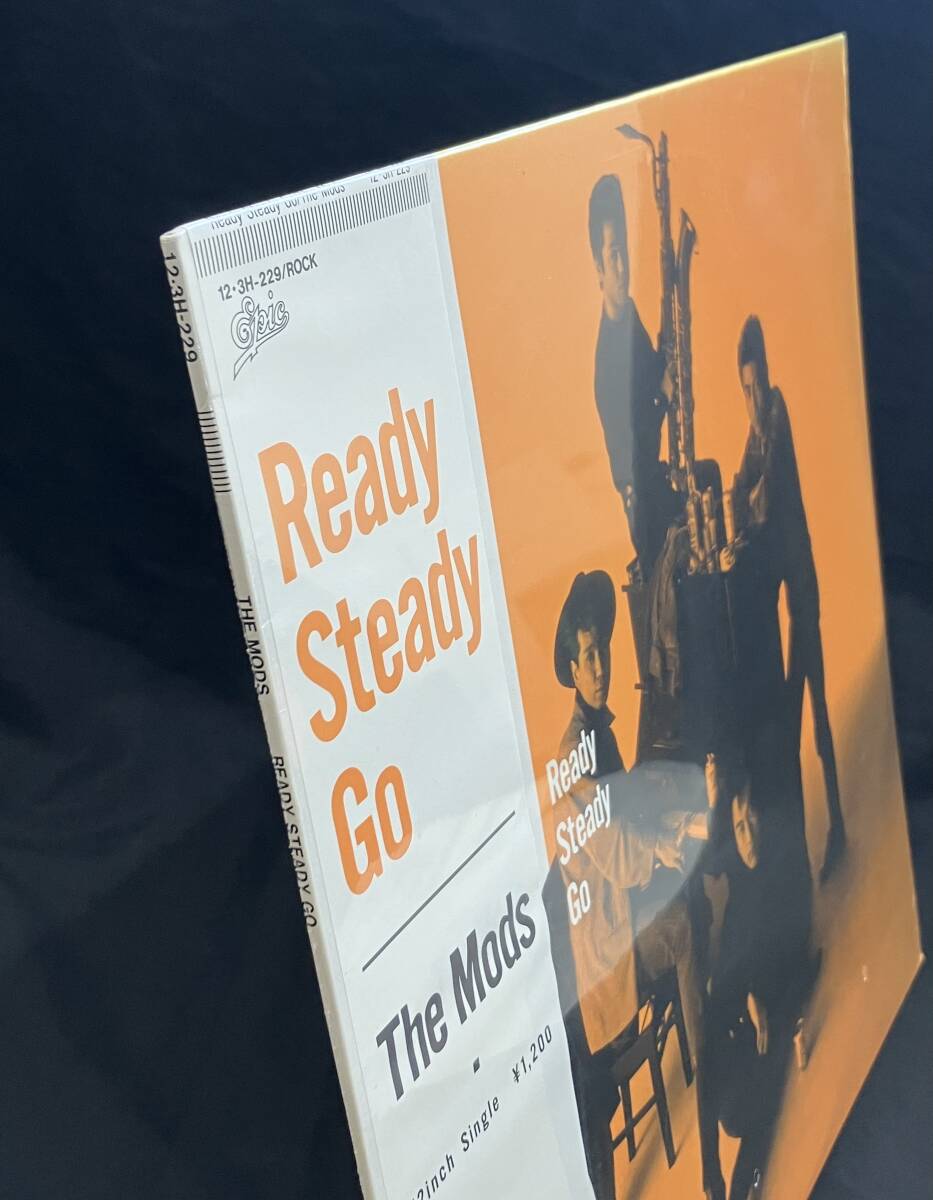 Ready Steady Go/The Mods 12·3H-229
12·3H-229/ROCK
Epic
Ready
Steady
Go
The Mods
inch Single ¥1,200
12·3H-229
THE MODS
READY STEADY GO
Ready
Steady
Go